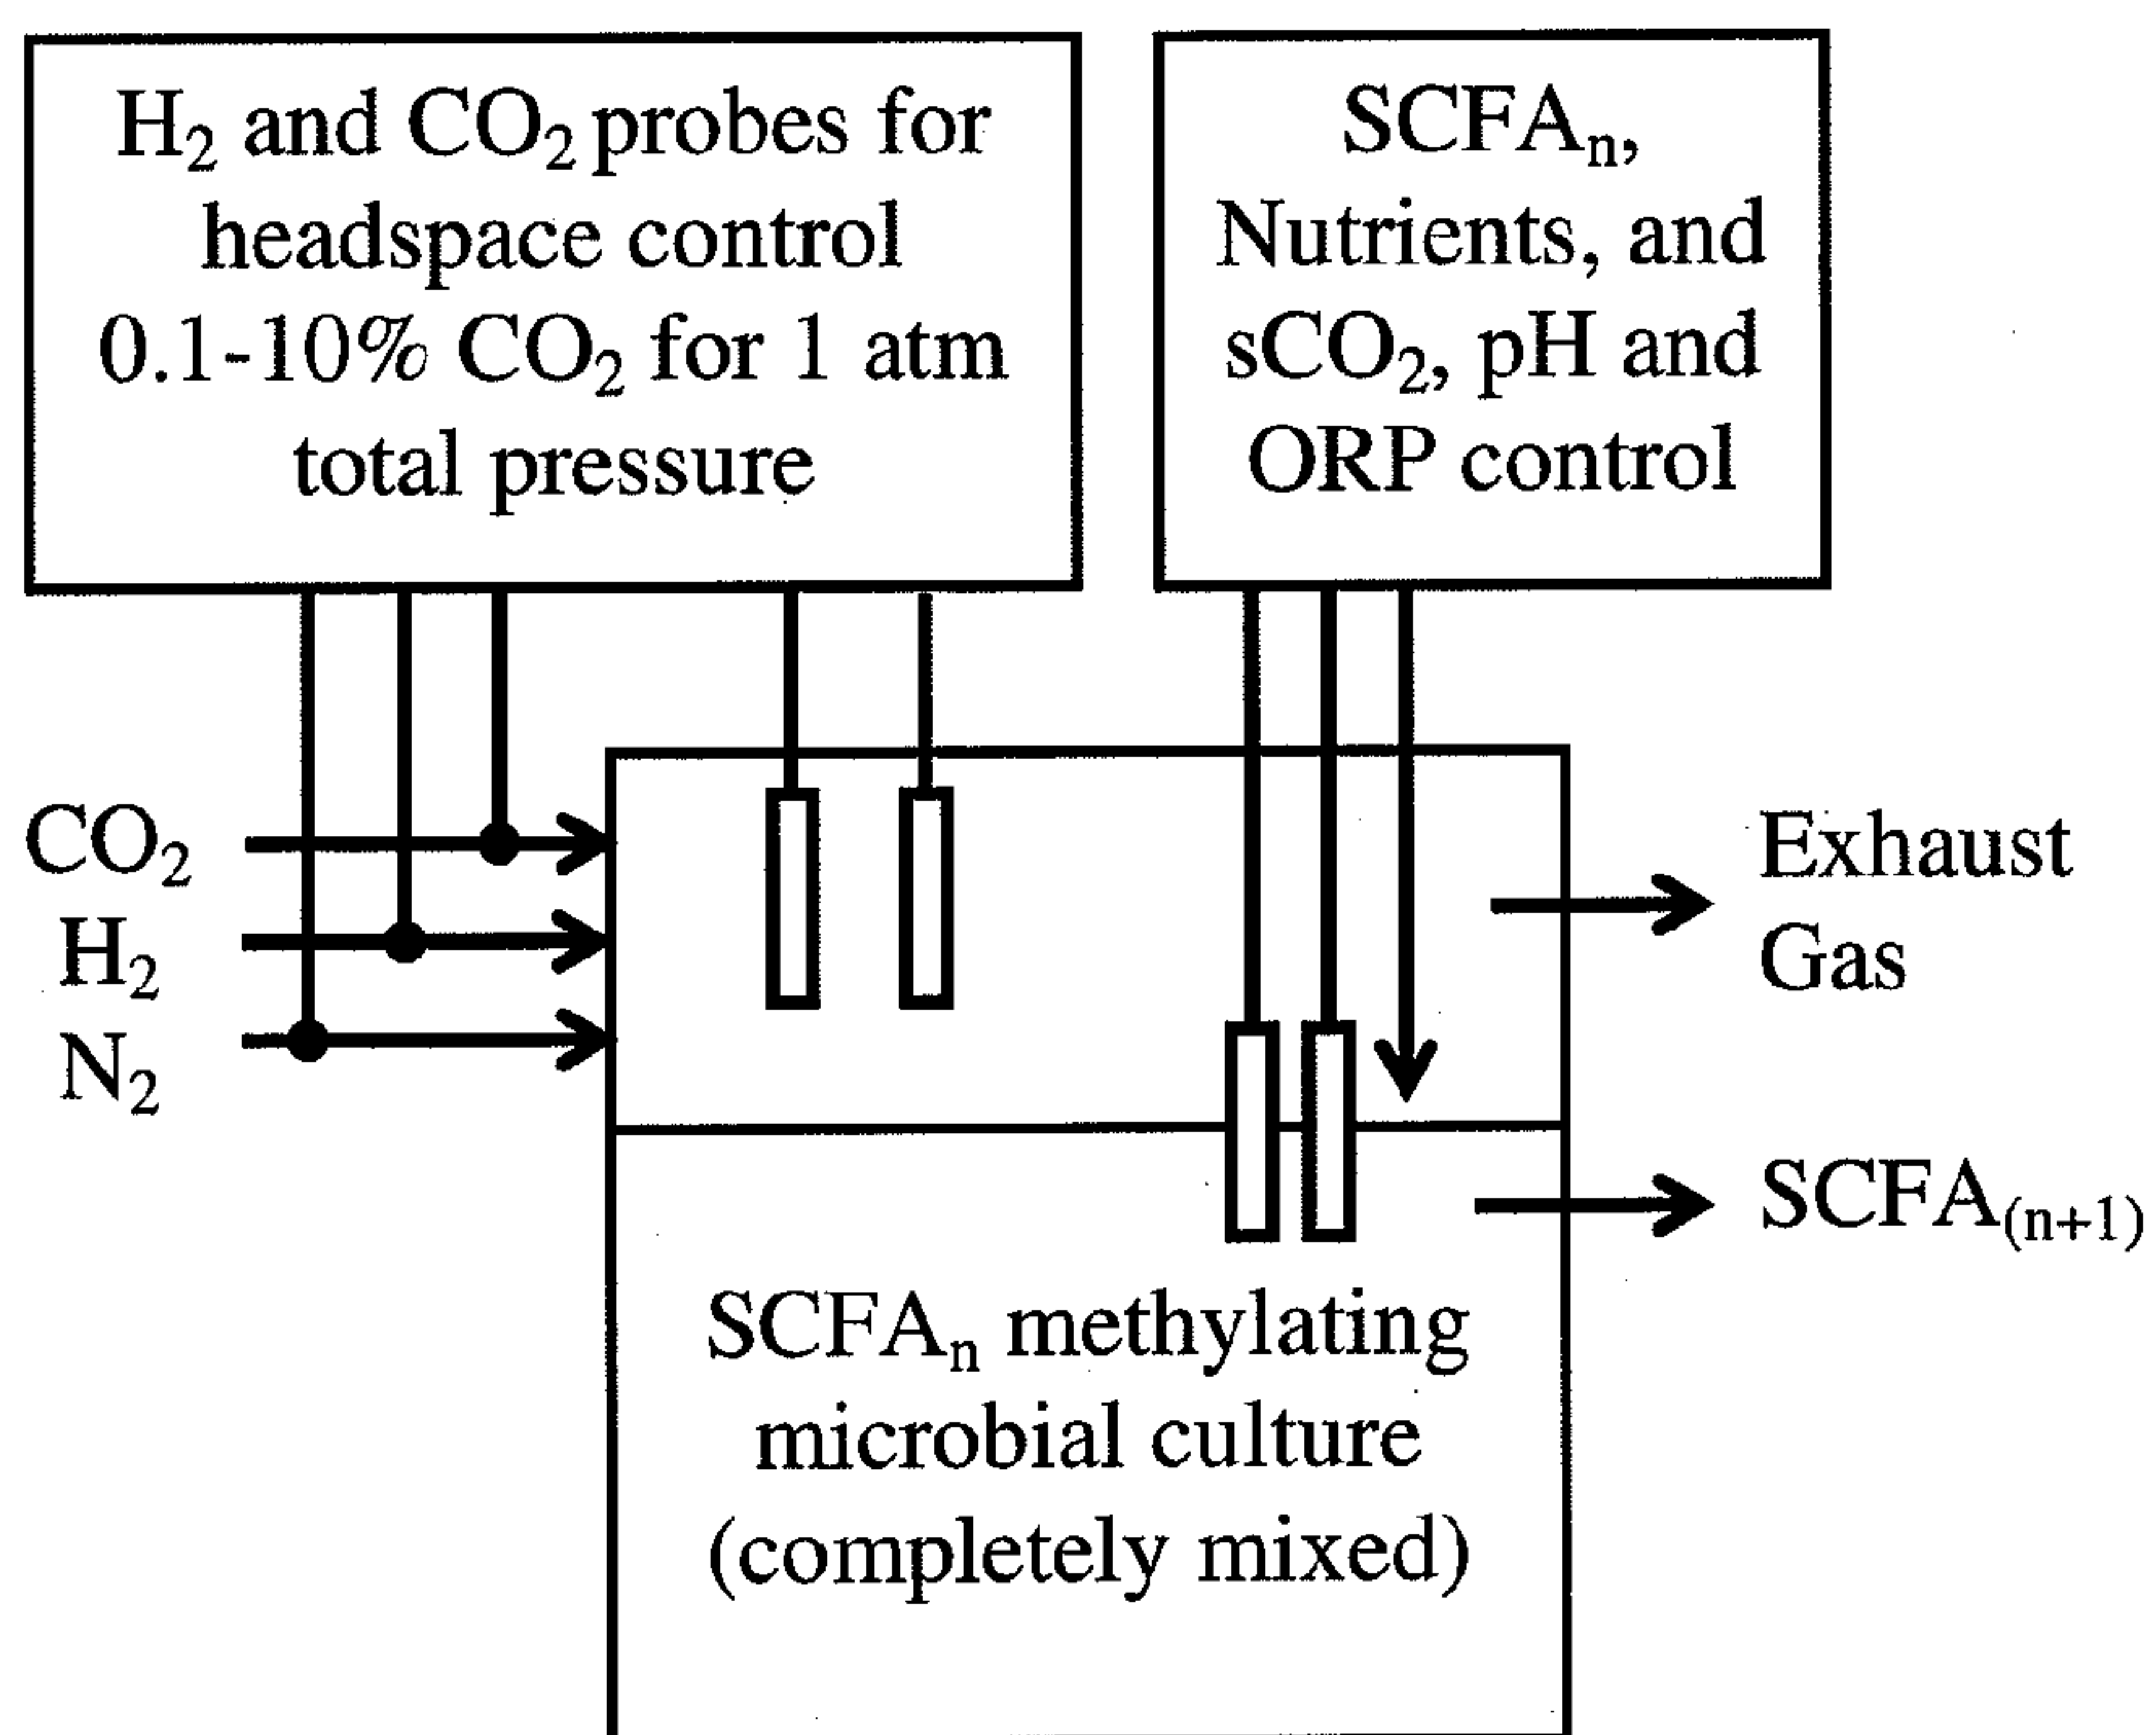 H₂ and CO₂ probes for
headspace control
0.1-10% CO₂ for 1 atm
total pressure
SCFAₙ,
Nutrients, and
sCO₂, pH and
ORP control
CO₂
H₂
N₂
Exhaust
Gas
SCFA₍ₙ₊₁₎
SCFAₙ methylating
microbial culture
(completely mixed)